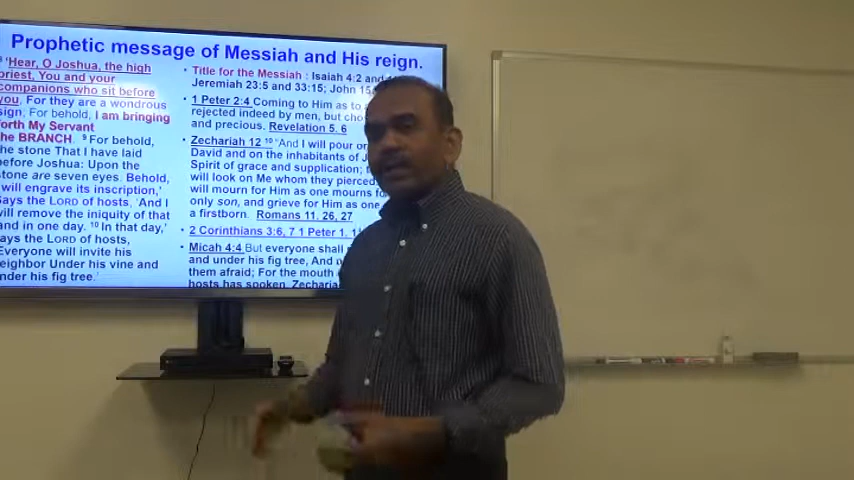 Prophetic message of Messiah and His reign.
8 'Hear, O Joshua, the high
priest, You and your
companions who sit before
you, For they are a wondrous
sign; For behold, I am bringing
forth My Servant
the BRANCH. 9 For behold,
the stone That I have laid
before Joshua: Upon the
stone are seven eyes. Behold,
I will engrave its inscription,'
Says the LORD of hosts, 'And I
will remove the iniquity of that
land in one day. 10 In that day,'
says the LORD of hosts,
'Everyone will invite his
neighbor Under his vine and
under his fig tree.'
• Title for the Messiah : Isaiah 4:2 and
Jeremiah 23:5 and 33:15; John 15
• 1 Peter 2:4 Coming to Him as to a
rejected indeed by men, but cho
and precious. Revelation 5. 6
• Zechariah 12 10 "And I will pour on
David and on the inhabitants of
Spirit of grace and supplication;
will look on Me whom they pierced.
will mourn for Him as one mourns for
only son, and grieve for Him as one
a firstborn. Romans 11. 26, 27
• 2 Corinthians 3:6, 7 1 Peter 1.
• Micah 4:4 But everyone shall
under his fig tree, And
them afraid; For the mouth
hosts has spoken. Zecharia